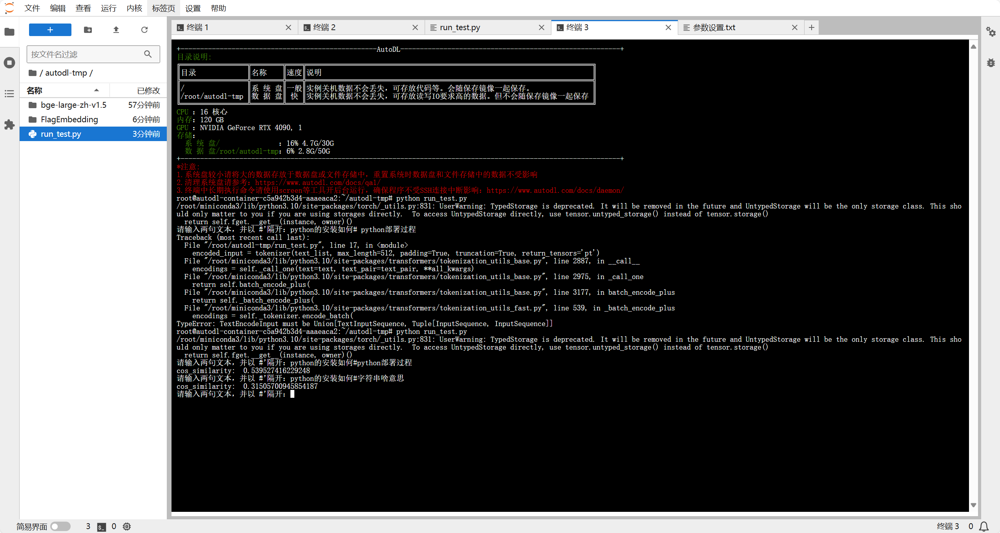 文件 编辑 查看 运行 内核 标签页 设置 帮助
终端 1 终端 2 run_test.py 终端 3 参数设置.txt
按文件名过滤
/ autodl-tmp /
名称 已修改
bge-large-zh-v1.5 57分钟前
FlagEmbedding 6分钟前
run_test.py 3分钟前
+--------------------------------------------------AutoDL--------------------------------------------------------+
目录说明:
目录 名称 速度 说明
/ 系 统 盘 一般 实例关机数据不会丢失，可存放代码等。会随保存镜像一起保存。
/root/autodl-tmp 数 据 盘 快 实例关机数据不会丢失，可存放读写IO要求高的数据。但不会随保存镜像一起保存
CPU ：16 核心
内存：120 GB
GPU ：NVIDIA GeForce RTX 4090, 1
存储：
系 统 盘/ ：16% 4.7G/30G
数 据 盘/root/autodl-tmp：6% 2.8G/50G
+----------------------------------------------------------------------------------------------------------------+
*注意:
1.系统盘较小请将大的数据存放于数据盘或文件存储中，重置系统时数据盘和文件存储中的数据不受影响
2.清理系统盘请参考：https://www.autodl.com/docs/qa1/
3.终端中长期执行命令请使用screen等工具开后台运行，确保程序不受SSH连接中断影响：https://www.autodl.com/docs/daemon/
root@autodl-container-c5a942b3d4-aaaeaca2:~/autodl-tmp# python run_test.py
/root/miniconda3/lib/python3.10/site-packages/torch/_utils.py:831: UserWarning: TypedStorage is deprecated. It will be removed in the future and UntypedStorage will be the only storage class. This sho
uld only matter to you if you are using storages directly.  To access UntypedStorage directly, use tensor.untyped_storage() instead of tensor.storage()
return self.fget.__get__(instance, owner)()
请输入两句文本，并以 #'隔开：python的安装如何# python部署过程
Traceback (most recent call last):
File "/root/autodl-tmp/run_test.py", line 17, in <module>
encoded_input = tokenizer(text_list, max_length=512, padding=True, truncation=True, return_tensors='pt')
File "/root/miniconda3/lib/python3.10/site-packages/transformers/tokenization_utils_base.py", line 2887, in __call__
encodings = self._call_one(text=text, text_pair=text_pair, **all_kwargs)
File "/root/miniconda3/lib/python3.10/site-packages/transformers/tokenization_utils_base.py", line 2975, in _call_one
return self.batch_encode_plus(
File "/root/miniconda3/lib/python3.10/site-packages/transformers/tokenization_utils_base.py", line 3177, in batch_encode_plus
return self._batch_encode_plus(
File "/root/miniconda3/lib/python3.10/site-packages/transformers/tokenization_utils_fast.py", line 539, in _batch_encode_plus
encodings = self._tokenizer.encode_batch(
TypeError: TextEncodeInput must be Union[TextInputSequence, Tuple[InputSequence, InputSequence]]
root@autodl-container-c5a942b3d4-aaaeaca2:~/autodl-tmp# python run_test.py
/root/miniconda3/lib/python3.10/site-packages/torch/_utils.py:831: UserWarning: TypedStorage is deprecated. It will be removed in the future and UntypedStorage will be the only storage class. This sho
uld only matter to you if you are using storages directly.  To access UntypedStorage directly, use tensor.untyped_storage() instead of tensor.storage()
return self.fget.__get__(instance, owner)()
请输入两句文本，并以 #'隔开：python的安装如何#python部署过程
cos_similarity:  0.539527416229248
请输入两句文本，并以 #'隔开：python的安装如何#字符串啥意思
cos_similarity:  0.31505700945854187
请输入两句文本，并以 #'隔开：
简易界面 3 $_ 0 终端 3 0